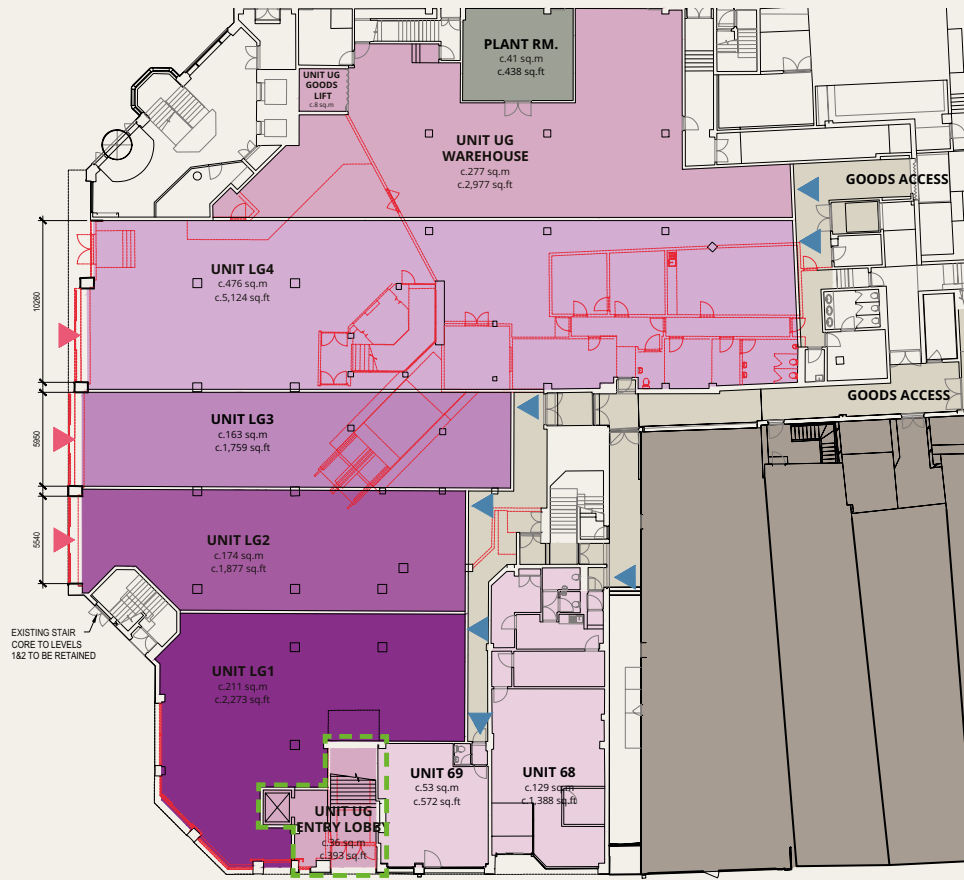 PLANT RM.
c.41 sq.m
c.438 sq.ft
UNIT UG
GOODS
LIFT
c.8 sq.m
UNIT UG
WAREHOUSE
c.277 sq.m
c.2,977 sq.ft
GOODS ACCESS
UNIT LG4
c.476 sq.m
c.5,124 sq.ft
10260
GOODS ACCESS
UNIT LG3
c.163 sq.m
c.1,759 sq.ft
5950
UNIT LG2
c.174 sq.m
c.1,877 sq.ft
5540
EXISTING STAIR
CORE TO LEVELS
1&2 TO BE RETAINED
UNIT LG1
c.211 sq.m
c.2,273 sq.ft
UNIT 69
c.53 sq.m
c.572 sq.ft
UNIT 68
c.129 sq.m
c.1,388 sq.ft
UNIT UG
ENTRY LOBBY
c.36 sq.m
c.393 sq.ft